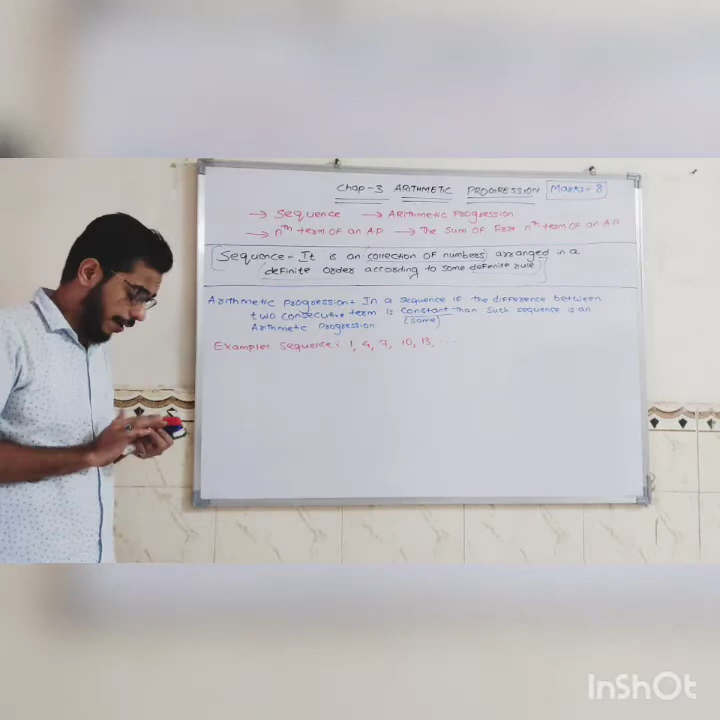 Chap-3 ARITHMETIC PROGRESSION Marks-8
→ Sequence → Arithmetic Progression
→ nth term of an A.P → The Sum of First nth term of an A.P
Sequence - It is an collection of numbers arranged in a
definite order according to some defenite rule
Arithmetic progression:- In a sequence if the difference between
two consecutive term is constant than such sequence is an
(same)
Arithmetic Progression.
Example:- Sequence:- 1, 4, 7, 10, 13, ...
InShOt